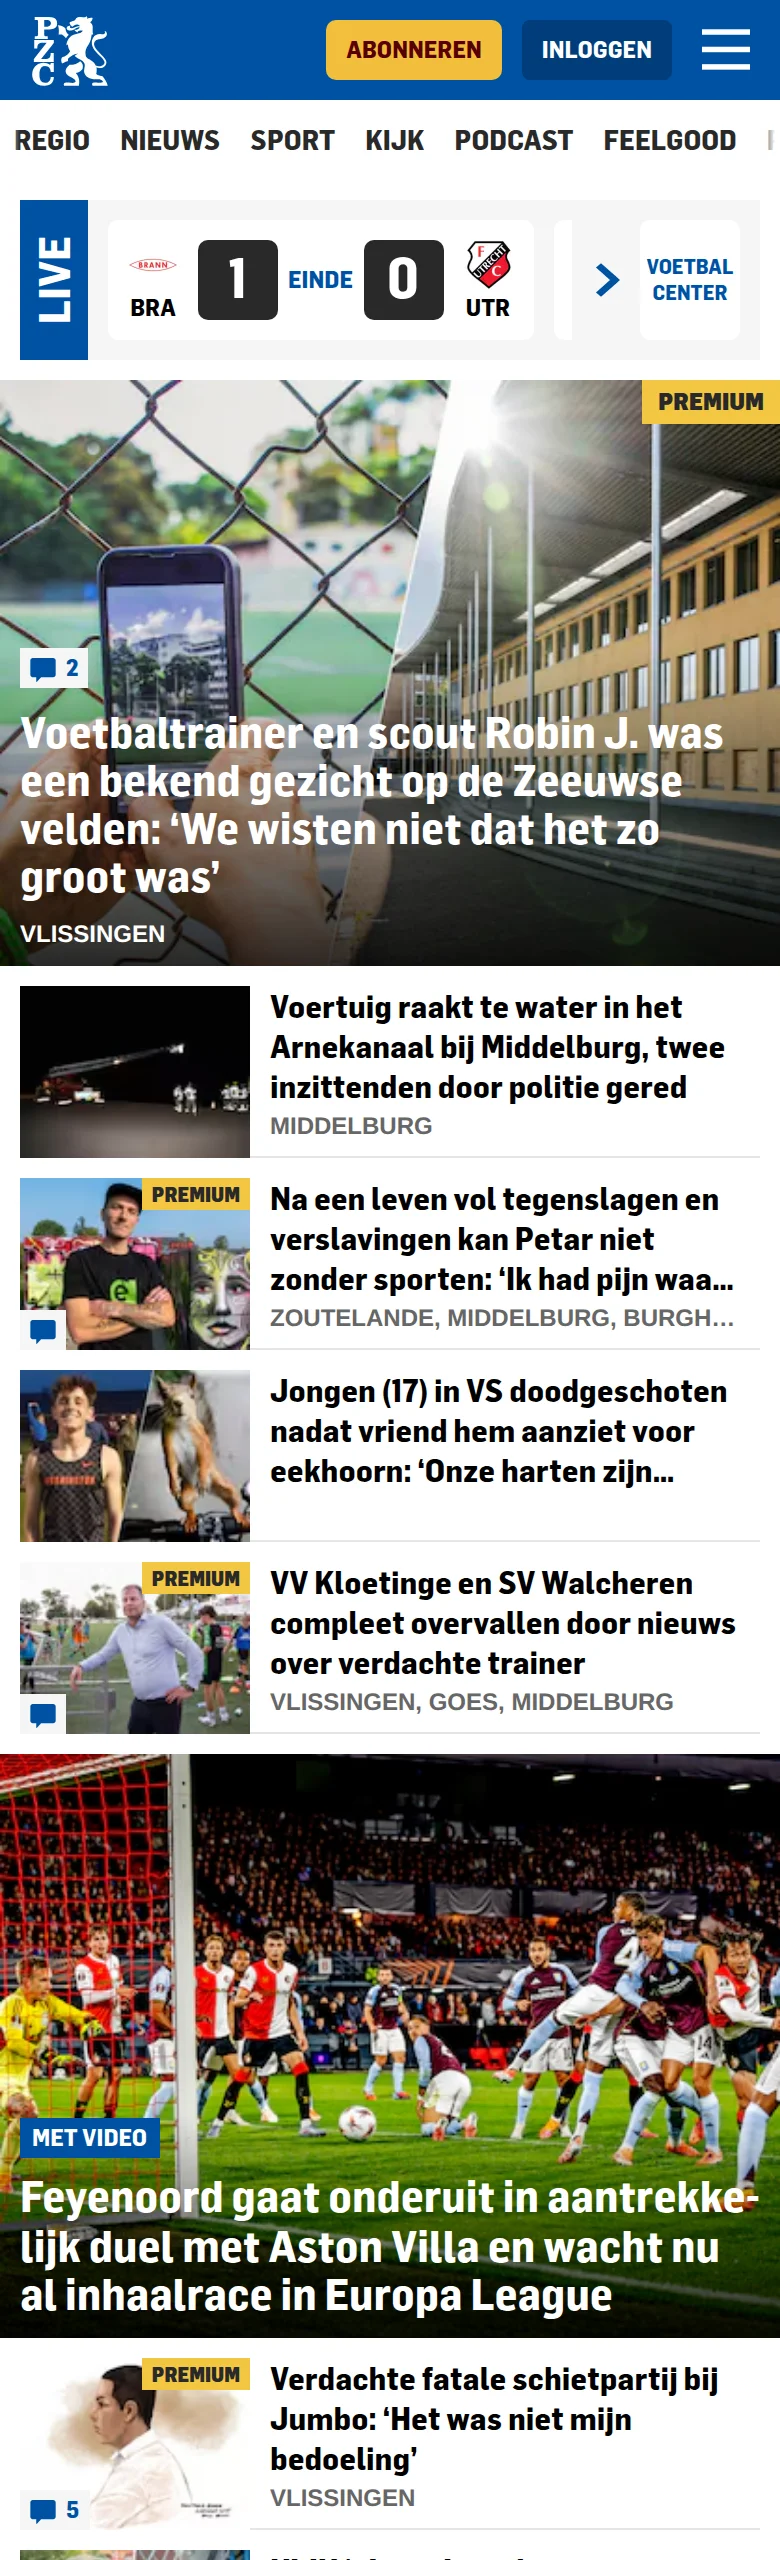 PZC
ABONNEREN
INLOGGEN
REGIO NIEUWS SPORT KIJK PODCAST FEELGOOD
LIVE
BRANN
BRA
1
EINDE
0
FC UTRECHT
UTR
VOETBAL
CENTER
PREMIUM
2
Voetbaltrainer en scout Robin J. was
een bekend gezicht op de Zeeuwse
velden: ‘We wisten niet dat het zo
groot was’
VLISSINGEN
Voertuig raakt te water in het
Arnekanaal bij Middelburg, twee
inzittenden door politie gered
MIDDELBURG
PREMIUM
Na een leven vol tegenslagen en
verslavingen kan Petar niet
zonder sporten: ‘Ik had pijn waa...
ZOUTELANDE, MIDDELBURG, BURGH...
Jongen (17) in VS doodgeschoten
nadat vriend hem aanziet voor
eekhoorn: ‘Onze harten zijn...
PREMIUM
VV Kloetinge en SV Walcheren
compleet overvallen door nieuws
over verdachte trainer
VLISSINGEN, GOES, MIDDELBURG
MET VIDEO
Feyenoord gaat onderuit in aantrekke-
lijk duel met Aston Villa en wacht nu
al inhaalrace in Europa League
PREMIUM
5
Verdachte fatale schietpartij bij
Jumbo: ‘Het was niet mijn
bedoeling’
VLISSINGEN